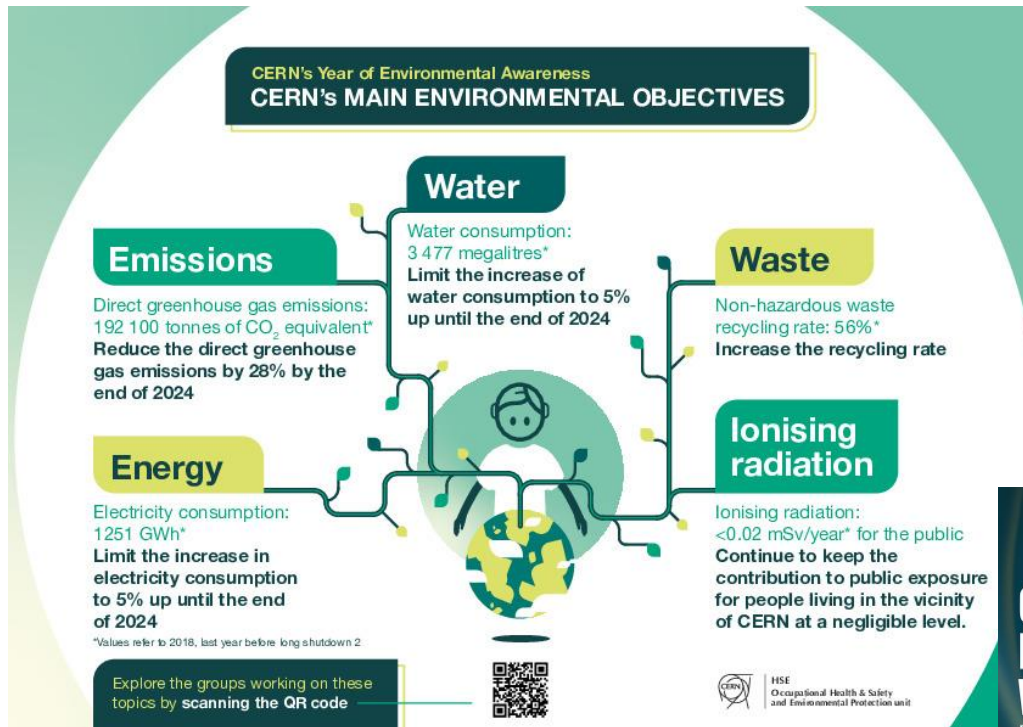 CERN's Year of Environmental Awareness
CERN's MAIN ENVIRONMENTAL OBJECTIVES
Water
Water consumption:
3 477 megalitres*
Limit the increase of
water consumption to 5%
up until the end of 2024
Emissions
Direct greenhouse gas emissions:
192 100 tonnes of CO₂ equivalent*
Reduce the direct greenhouse
gas emissions by 28% by the
end of 2024
Waste
Non-hazardous waste
recycling rate: 56%*
Increase the recycling rate
Energy
Electricity consumption:
1251 GWh*
Limit the increase in
electricity consumption
to 5% up until the end
of 2024
*Values refer to 2018, last year before long shutdown 2
Ionising
radiation
Ionising radiation:
<0.02 mSv/year* for the public
Continue to keep the
contribution to public exposure
for people living in the vicinity
of CERN at a negligible level.
Explore the groups working on these
topics by scanning the QR code
CERN
HSE
Occupational Health & Safety
and Environmental Protection unit